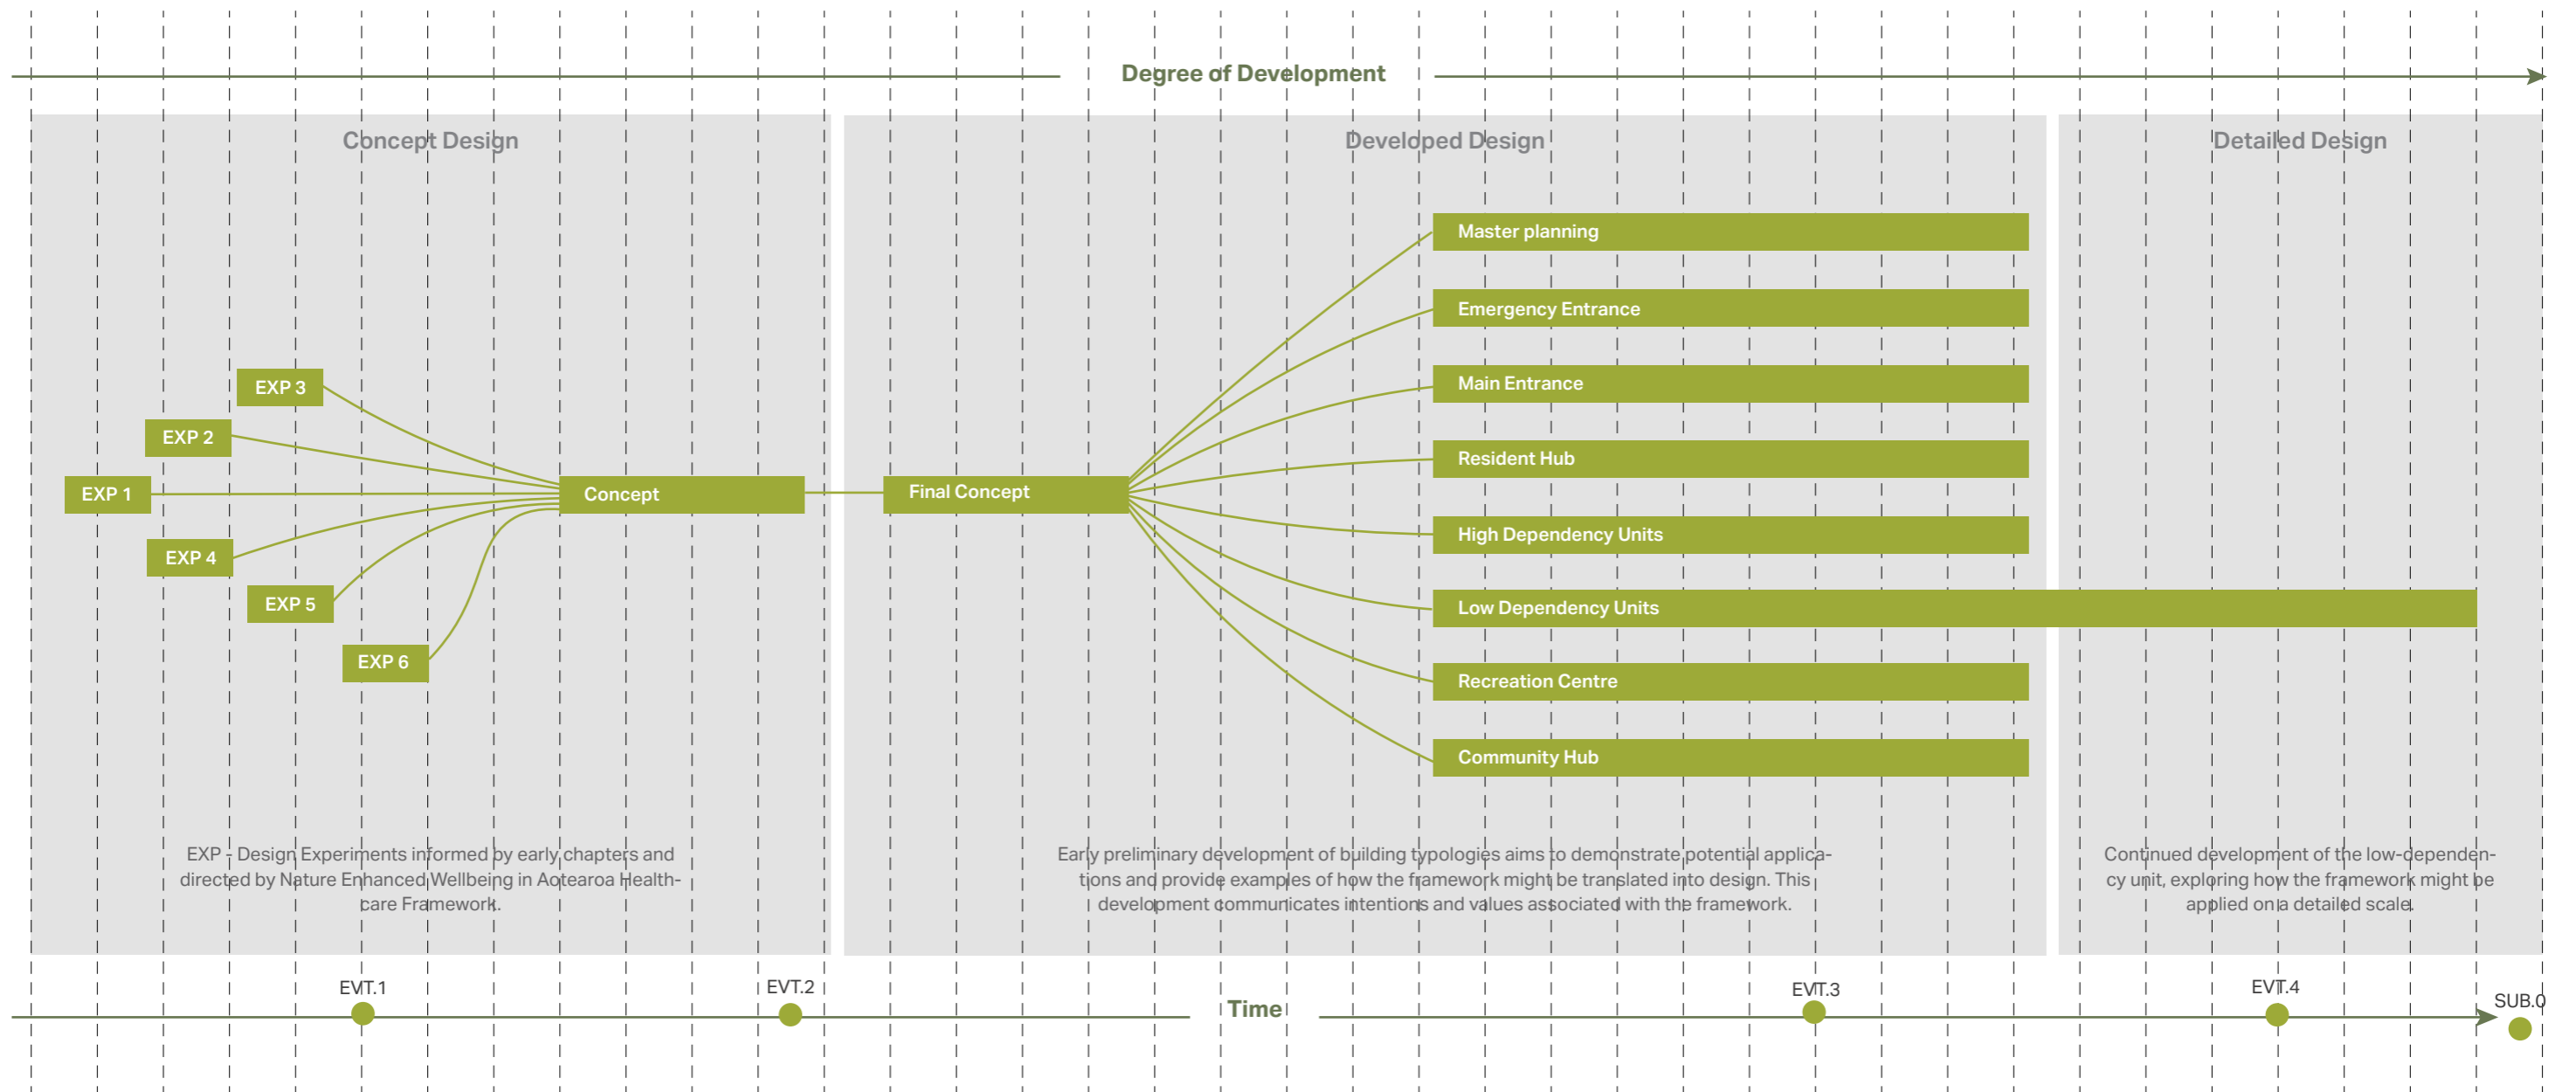 Degree of Development
Concept Design
Developed Design
Detailed Design
Master planning
Emergency Entrance
Main Entrance
EXP 3
EXP 2
Resident Hub
EXP 1
Concept
Final Concept
High Dependency Units
EXP 4
EXP 5
Low Dependency Units
EXP 6
Recreation Centre
Community Hub
EXP - Design Experiments informed by early chapters and
directed by Nature Enhanced Wellbeing in Aotearoa Health-
care Framework.
Early preliminary development of building typologies aims to demonstrate potential applica-
tions and provide examples of how the framework might be translated into design. This
development communicates intentions and values associated with the framework.
Continued development of the low-dependen-
cy unit, exploring how the framework might be
applied on a detailed scale.
EVT.1
EVT.2
EVT.3
EVT.4
SUB.0
Time